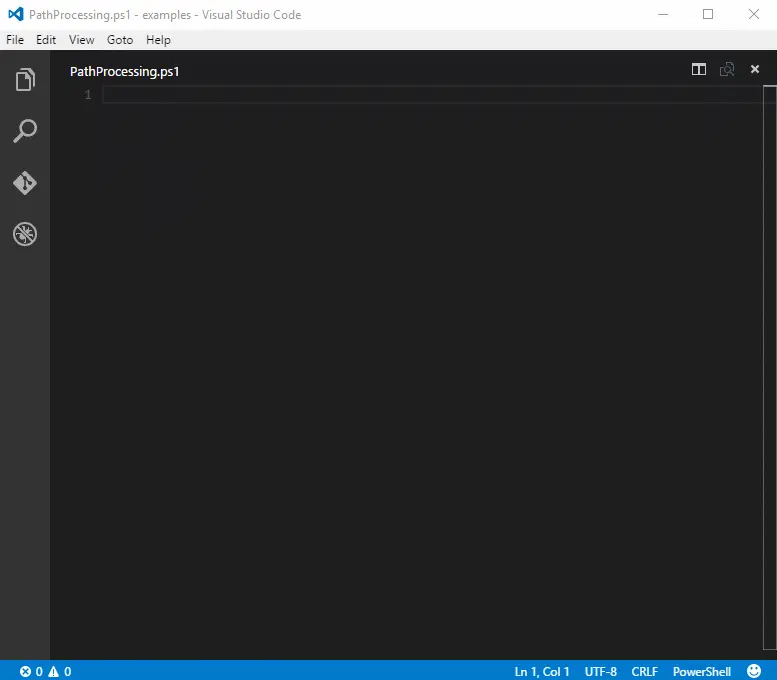 PathProcessing.ps1 - examples - Visual Studio Code
File Edit View Goto Help
PathProcessing.ps1
1
0 0 Ln 1, Col 1 UTF-8 CRLF PowerShell